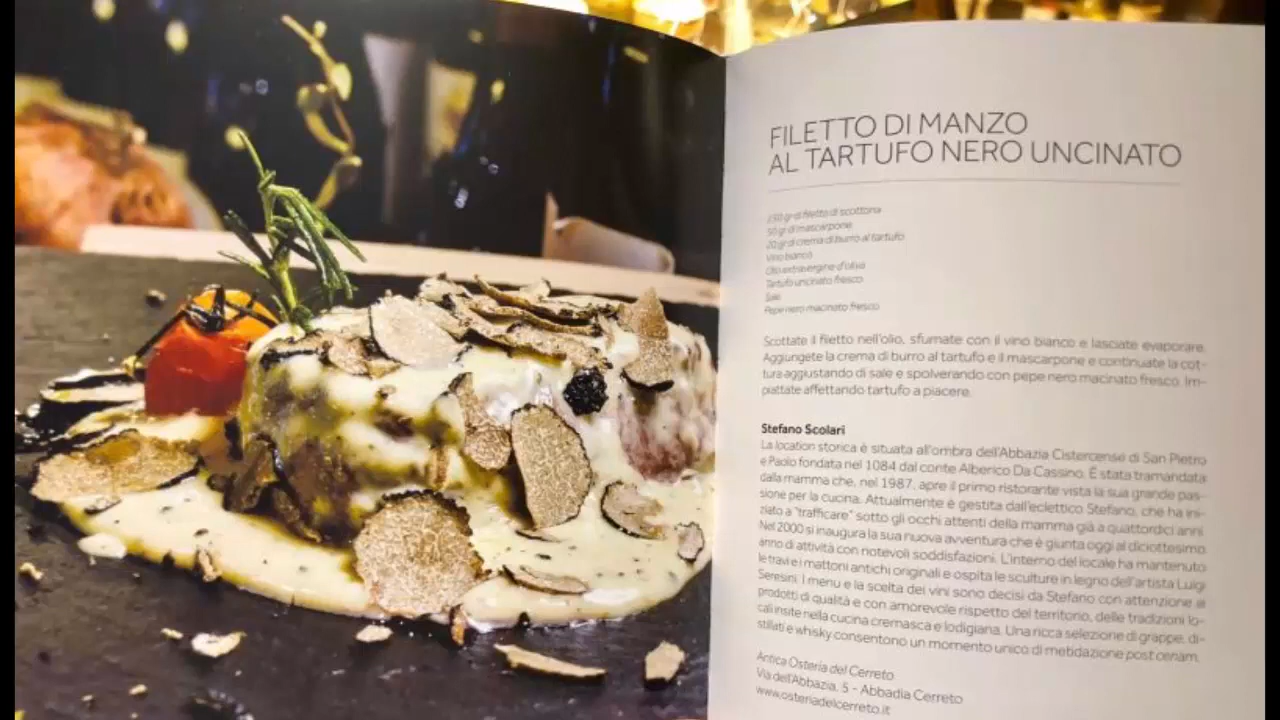 FILETTO DI MANZO
AL TARTUFO NERO UNCINATO
150 gr di filetto di scottona
50 gr di mascarpone
20 gr di crema di burro al tartufo
Vino bianco
Olio extravergine d'oliva
Tartufo uncinato fresco
Sale
Pepe nero macinato fresco
Scottate il filetto nell'olio, sfumate con il vino bianco e lasciate evaporare.
Aggiungete la crema di burro al tartufo e il mascarpone e continuate la cot-
tura aggiustando di sale e spolverando con pepe nero macinato fresco. Im-
piattate affettando tartufo a piacere.
Stefano Scolari
La location storica è situata all'ombra dell'Abbazia Cistercense di San Pietro
e Paolo fondata nel 1084 dal conte Alberico Da Cassino. È stata tramandata
dalla mamma che, nel 1987, apre il primo ristorante vista la sua grande pas-
sione per la cucina. Attualmente è gestita dall'eclettico Stefano, che ha ini-
ziato a "trafficare" sotto gli occhi attenti della mamma già a quattordici anni.
Nel 2000 si inaugura la sua nuova avventura che è giunta oggi al diciottesimo
anno di attività con notevoli soddisfazioni. L'interno del locale ha mantenuto
le travi e i mattoni antichi originali e ospita le sculture in legno dell'artista Luigi
Seresini. I menu e la scelta dei vini sono decisi da Stefano con attenzione ai
prodotti di qualità e con amorevole rispetto del territorio, delle tradizioni lo-
cali insite nella cucina cremasca e lodigiana. Una ricca selezione di grappe, di-
stillati e whisky consentono un momento unico di metidazione post cenam.
Antica Osteria del Cerreto
Via dell'Abbazia, 5 - Abbadia Cerreto
www.osteriadelcerreto.it